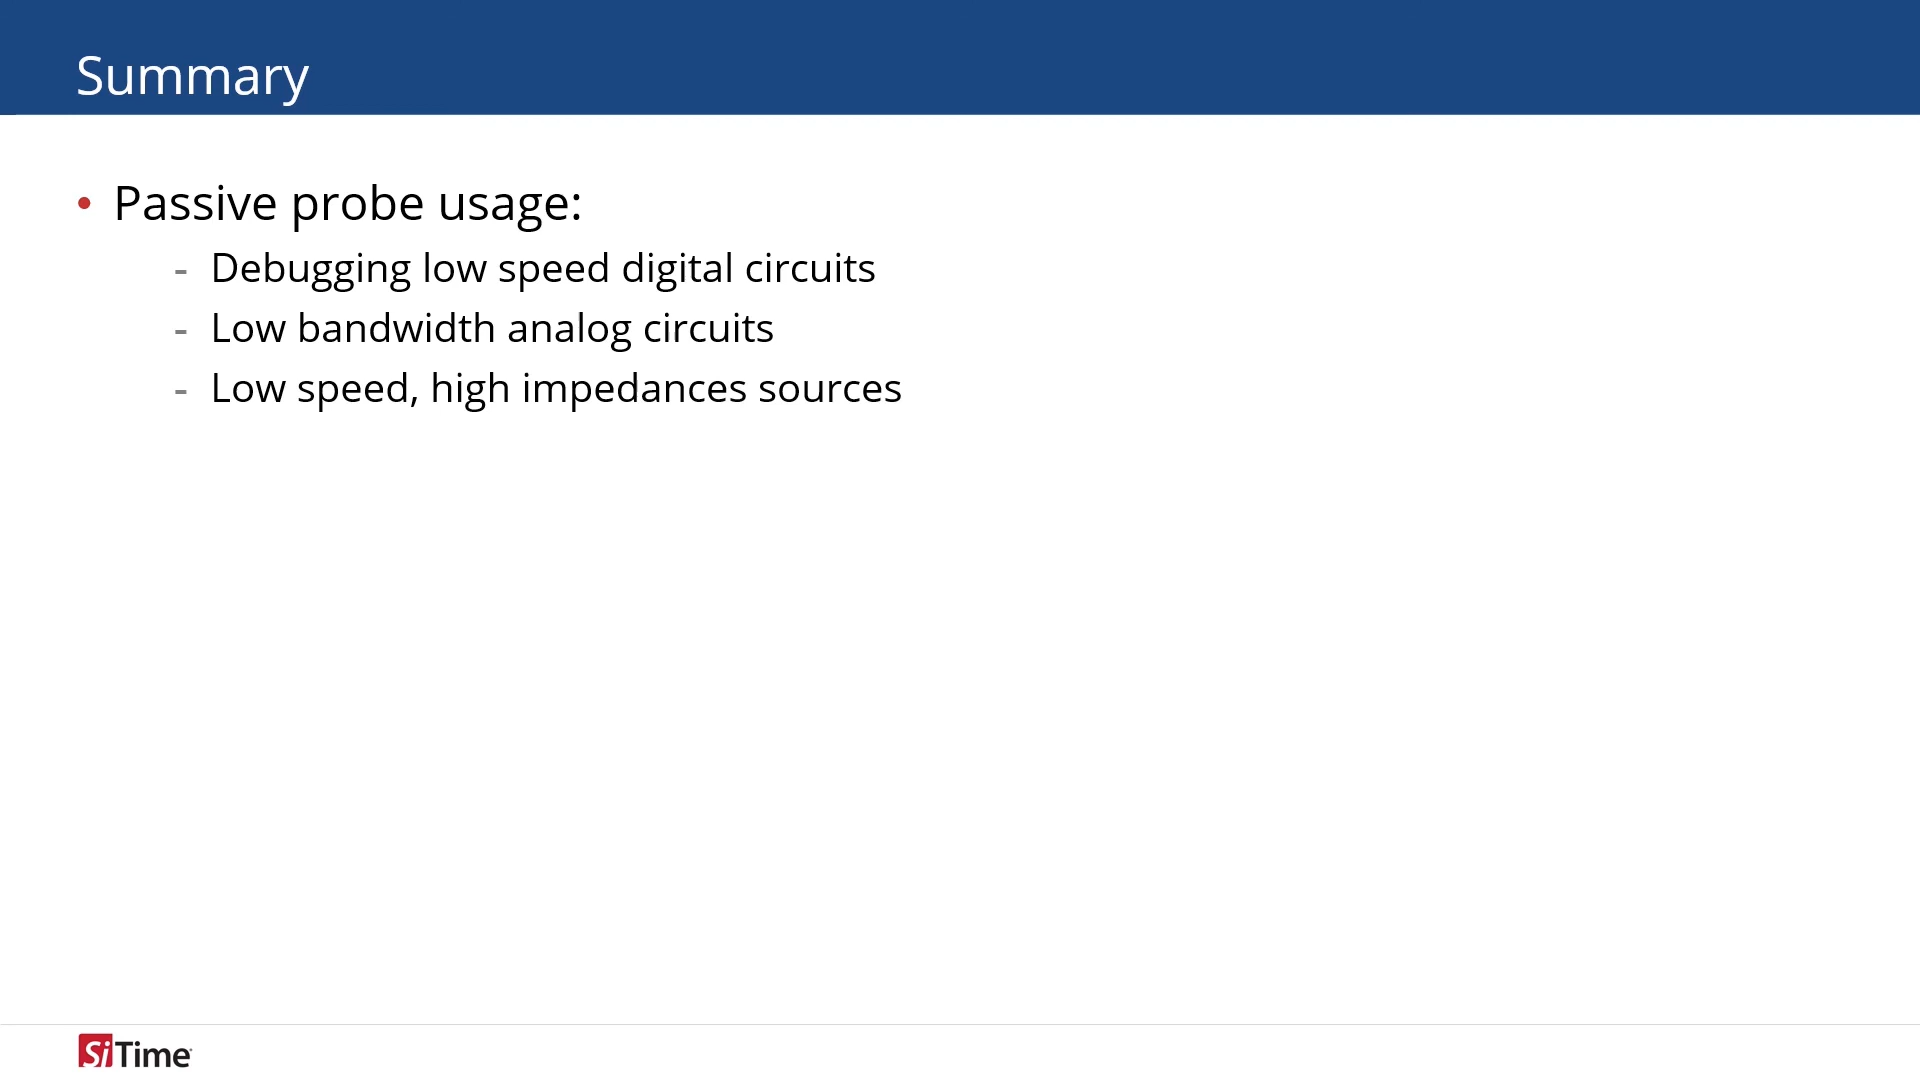 Summary
• Passive probe usage:
- Debugging low speed digital circuits
- Low bandwidth analog circuits
- Low speed, high impedances sources
SiTime